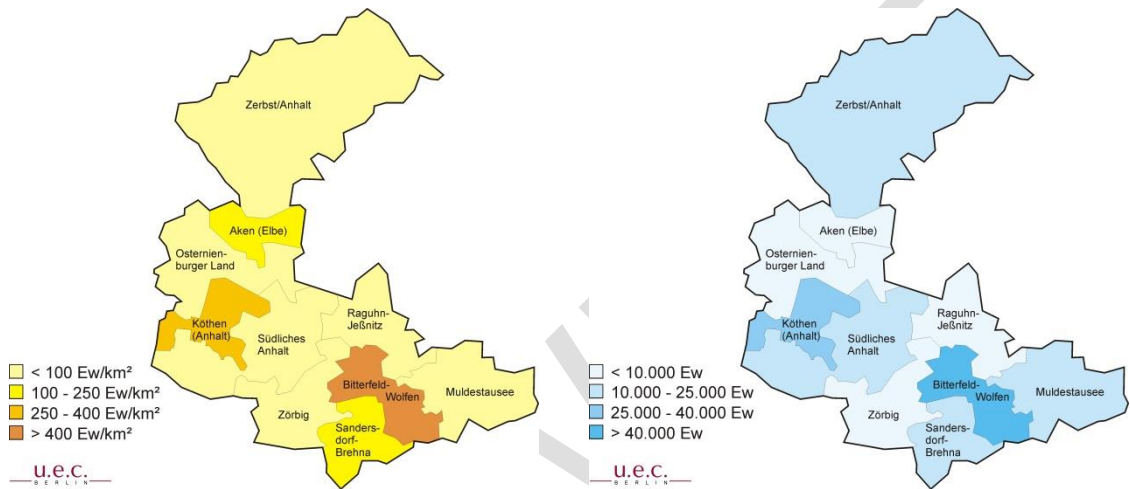 Zerbst/Anhalt
Aken (Elbe)
Osternien-
burger Land
Köthen
(Anhalt)
Südliches
Anhalt
Raguhn-
Jeßnitz
Bitterfeld-
Wolfen
Muldestausee
Zörbig
Sanders-
dorf-
Brehna
< 100 Ew/km²
100 - 250 Ew/km²
250 - 400 Ew/km²
> 400 Ew/km²
u.e.c.
BERLIN
Zerbst/Anhalt
Aken (Elbe)
Osternien-
burger Land
Köthen
(Anhalt)
Südliches
Anhalt
Raguhn-
Jeßnitz
Bitterfeld-
Wolfen
Muldestausee
Zörbig
Sanders-
dorf-
Brehna
< 10.000 Ew
10.000 - 25.000 Ew
25.000 - 40.000 Ew
> 40.000 Ew
u.e.c.
BERLIN